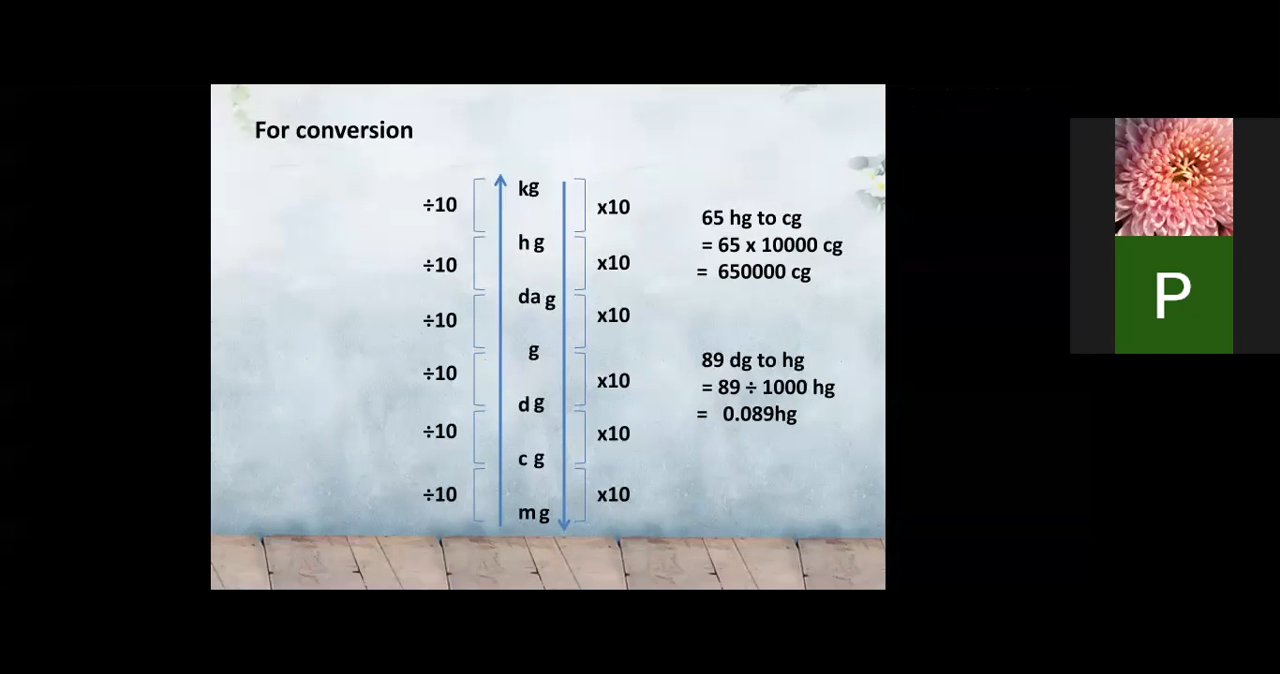 For conversion
kg
÷10
x10
h g
÷10
x10
da g
÷10
x10
g
÷10
x10
d g
÷10
x10
c g
÷10
x10
m g
65 hg to cg
= 65 x 10000 cg
= 650000 cg
89 dg to hg
= 89 ÷ 1000 hg
= 0.089hg
P